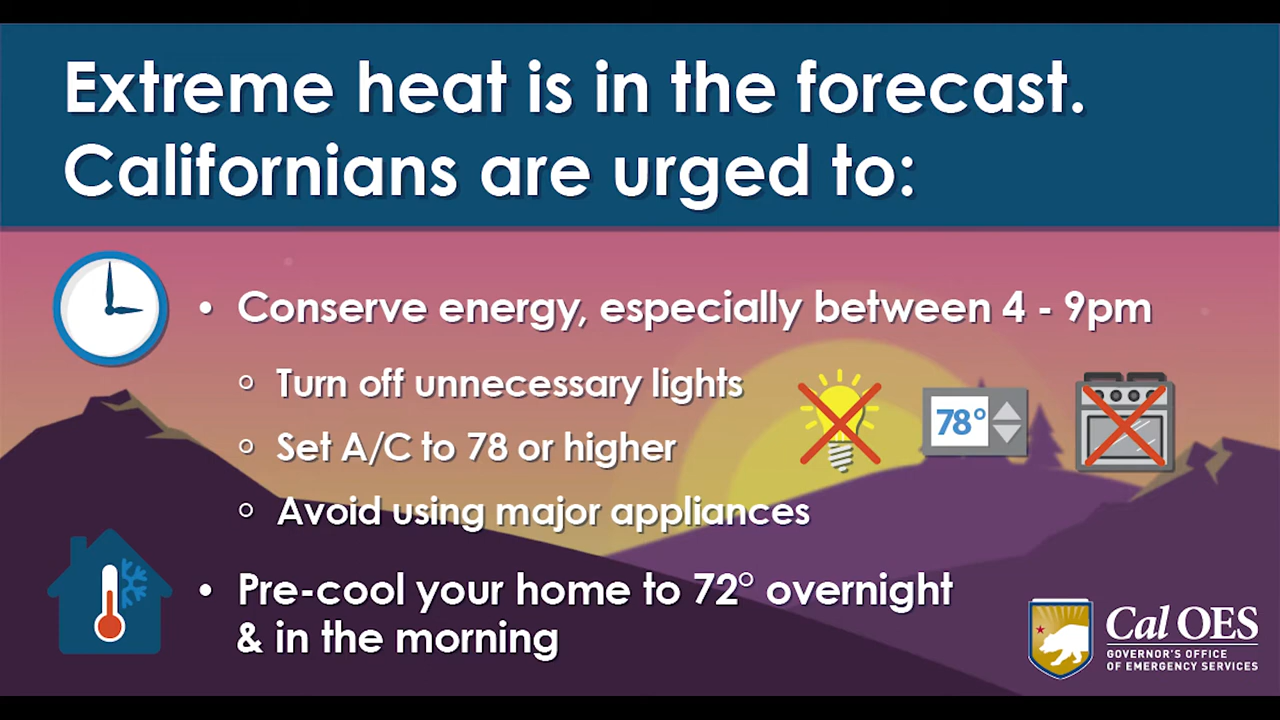 Extreme heat is in the forecast.
Californians are urged to:
• Conserve energy, especially between 4 - 9pm
○ Turn off unnecessary lights
○ Set A/C to 78 or higher
78°
○ Avoid using major appliances
• Pre-cool your home to 72° overnight
& in the morning
Cal OES
GOVERNOR'S OFFICE
OF EMERGENCY SERVICES